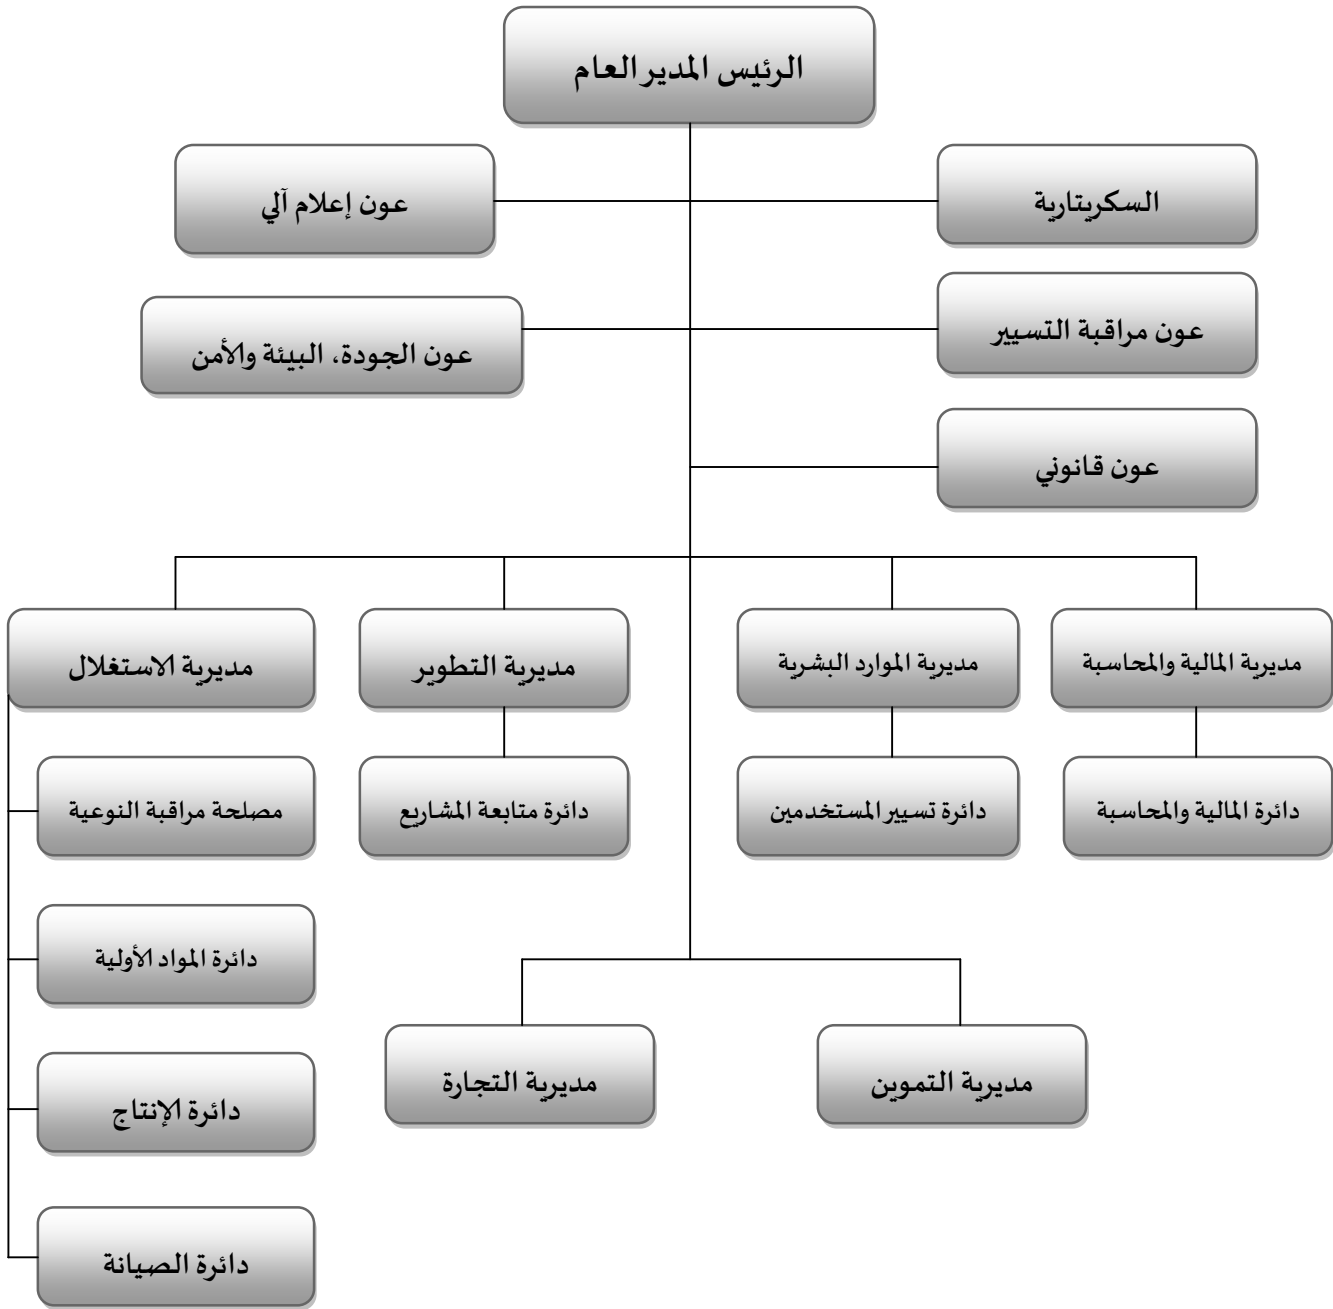 الرئيس المدير العام
السكريتارية
عون إعلام آلي
عون مراقبة التسيير
عون الجودة، البيئة والأمن
عون قانوني
مديرية المالية والمحاسبة
مديرية الموارد البشرية
مديرية التطوير
مديرية الاستغلال
دائرة المالية والمحاسبة
دائرة تسيير المستخدمين
دائرة متابعة المشاريع
مصلحة مراقبة النوعية
دائرة المواد الأولية
مديرية التموين
مديرية التجارة
دائرة الإنتاج
دائرة الصيانة